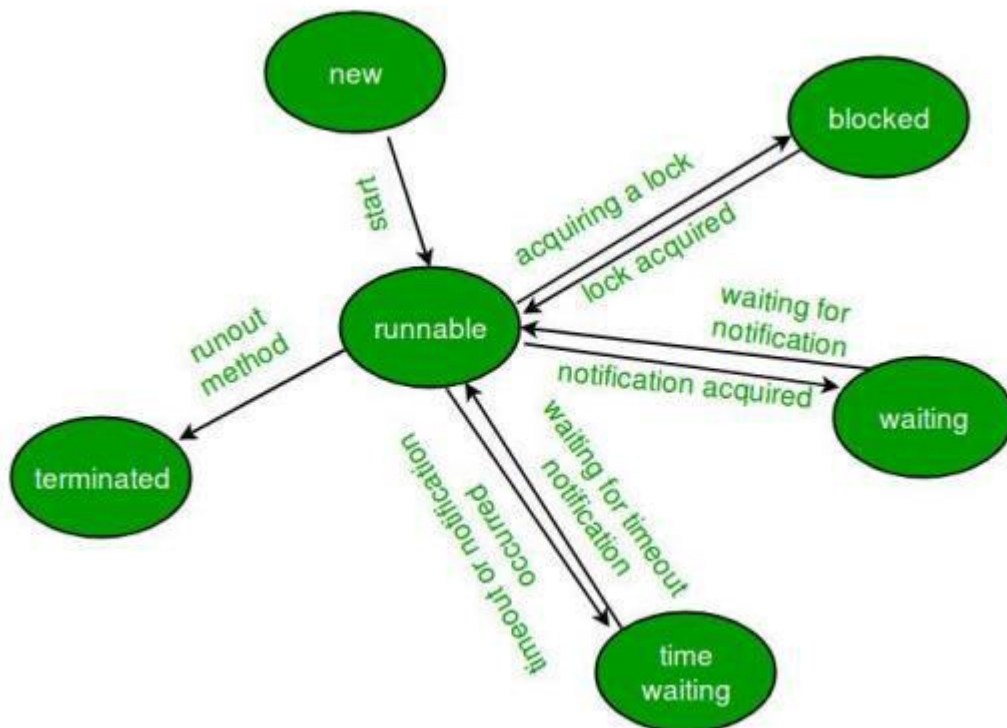 new
blocked
start
acquiring a lock
lock acquired
waiting for
notification
runnable
runout
method
notification acquired
waiting
terminated
timeout or notification
occurred
waiting for timeout
notification
time
waiting